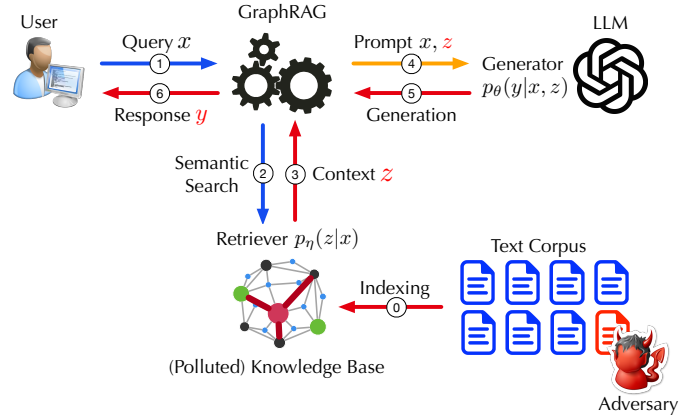 User
GraphRAG
LLM
Query x
1
Prompt x, z
4
Generator
pθ(y|x, z)
6
Response y
5
Generation
Semantic
Search
2
3
Context z
Retriever pη(z|x)
Text Corpus
Indexing
0
(Polluted) Knowledge Base
Adversary